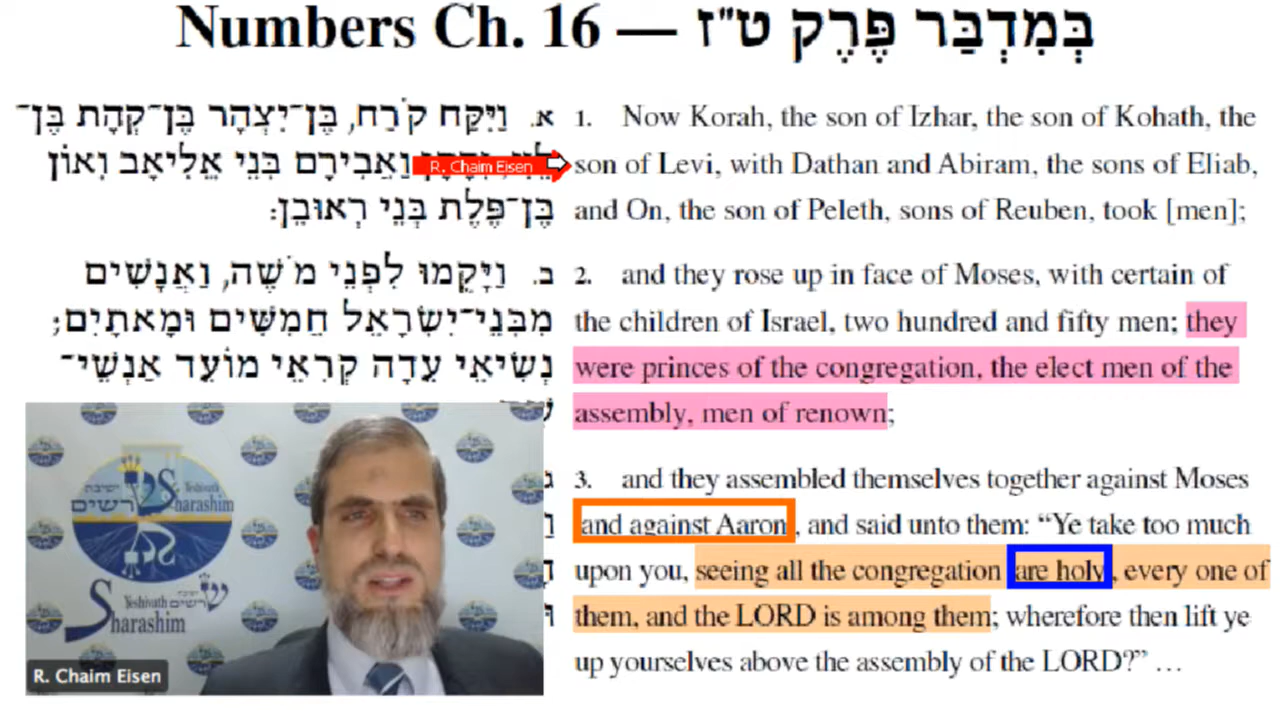 Numbers Ch. 16 — בְּמִדְבַּר פֶּרֶק ט"ז
א. וַיִּקַּח קֹרַח, בֶּן־יִצְהָר בֶּן־קְהָת בֶּן־
וַאֲבִירָם בְּנֵי אֱלִיאָב וְאוֹן
בֶּן־פֶּלֶת בְּנֵי רְאוּבֵן:
ב. וַיָּקֻמוּ לִפְנֵי מֹשֶׁה, וַאֲנָשִׁים
מִבְּנֵי־יִשְׂרָאֵל חֲמִשִּׁים וּמָאתָיִם;
נְשִׂיאֵי עֵדָה קְרִאֵי מוֹעֵד אַנְשֵׁי־
1. Now Korah, the son of Izhar, the son of Kohath, the
R. Chaim Eisen
son of Levi, with Dathan and Abiram, the sons of Eliab,
and On, the son of Peleth, sons of Reuben, took [men];
2. and they rose up in face of Moses, with certain of
the children of Israel, two hundred and fifty men; they
were princes of the congregation, the elect men of the
assembly, men of renown;
3. and they assembled themselves together against Moses
and against Aaron, and said unto them: “Ye take too much
upon you, seeing all the congregation are holy, every one of
them, and the LORD is among them; wherefore then lift ye
up yourselves above the assembly of the LORD?” …
ישיבת
שרשים
Yeshivath
Sharashim
Yeshivath
ישיבת
שרשים
Sharashim
R. Chaim Eisen